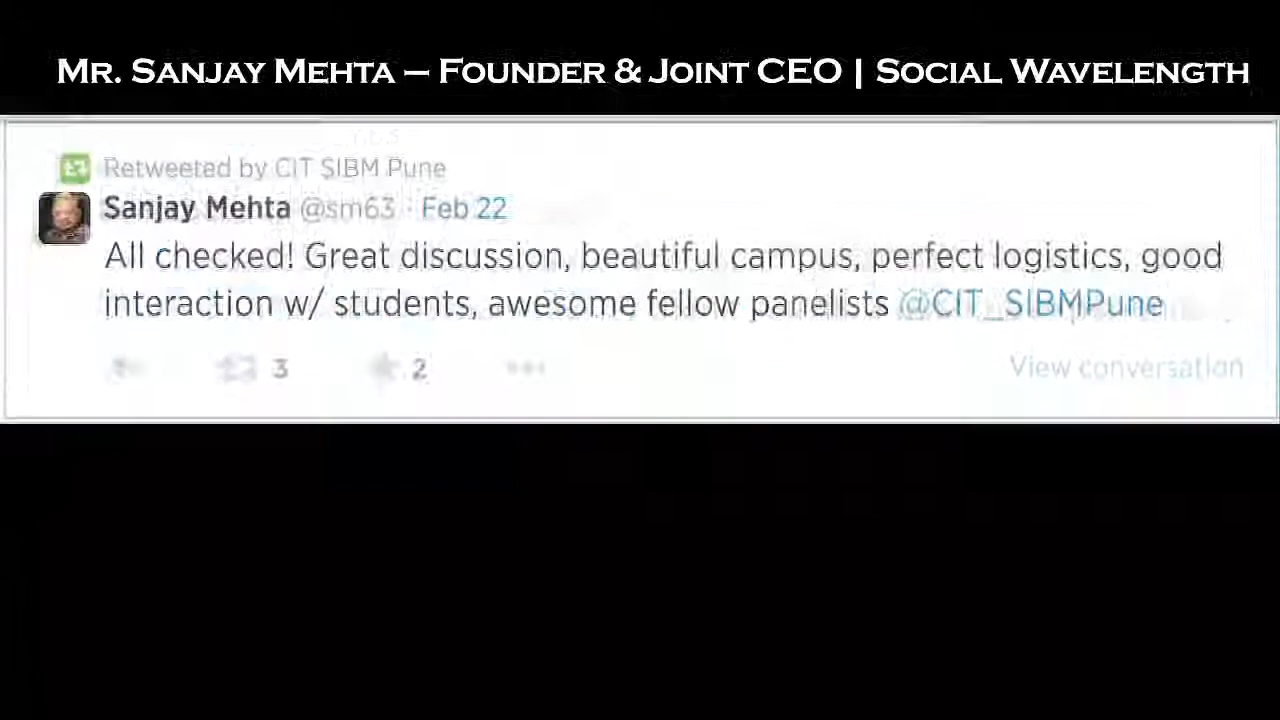 MR. SANJAY MEHTA – FOUNDER & JOINT CEO | SOCIAL WAVELENGTH
Retweeted by CIT SIBM Pune
Sanjay Mehta @sm63 · Feb 22
All checked! Great discussion, beautiful campus, perfect logistics, good
interaction w/ students, awesome fellow panelists @CIT_SIBMPune
3 2 View conversation